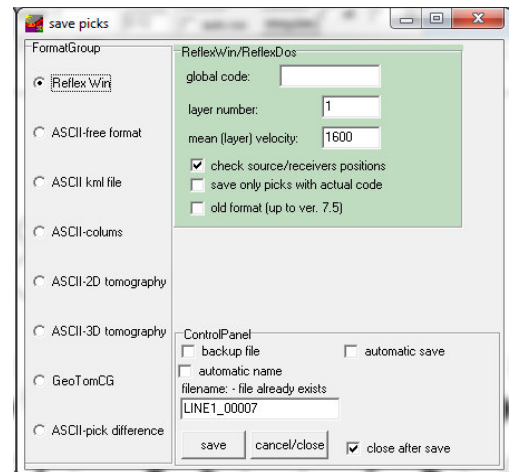 save picks
FormatGroup
Reflex Win
ASCII-free format
ASCII kml file
ASCII-colums
ASCII-2D tomography
ASCII-3D tomography
GeoTomCG
ASCII-pick difference
ReflexWin/ReflexDos
global code:
layer number: 1
mean (layer) velocity: 1600
check source/receivers positions
save only picks with actual code
old format (up to ver. 7.5)
ControlPanel
backup file automatic save
automatic name
filename: - file already exists
LINE1_00007
save cancel/close close after save